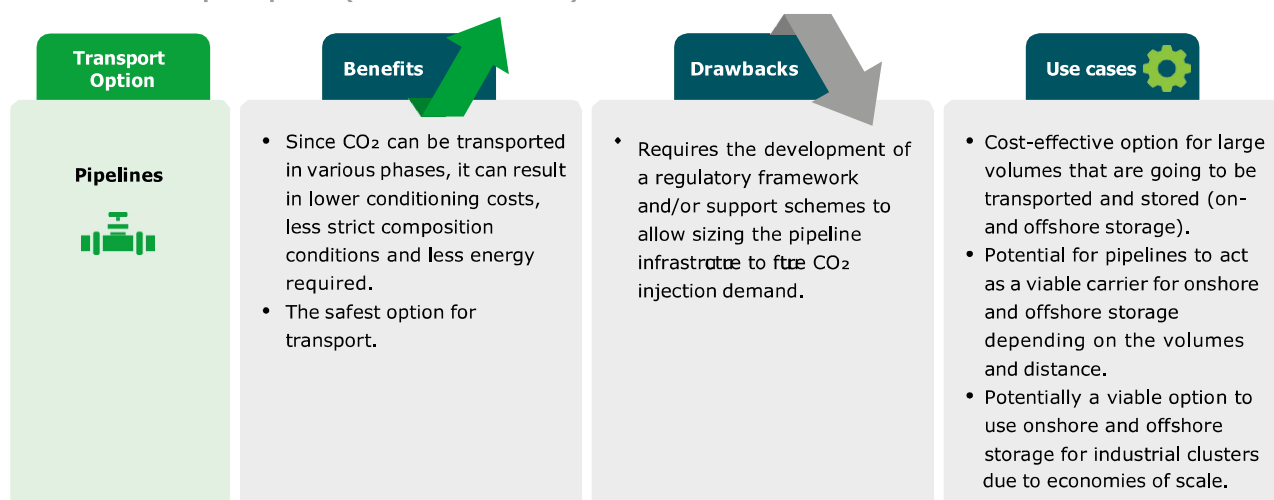 Transport
Option
Benefits
Drawbacks
Use cases
Pipelines
• Since CO₂ can be transported
in various phases, it can result
in lower conditioning costs,
less strict composition
conditions and less energy
required.
• The safest option for
transport.
• Requires the development of
a regulatory framework
and/or support schemes to
allow sizing the pipeline
to CO₂
injection demand.
• Cost-effective option for large
volumes that are going to be
transported and stored (on-
and offshore storage).
• Potential for pipelines to act
as a viable carrier for onshore
and offshore storage
depending on the volumes
and distance.
• Potentially a viable option to
use onshore and offshore
storage for industrial clusters
due to economies of scale.